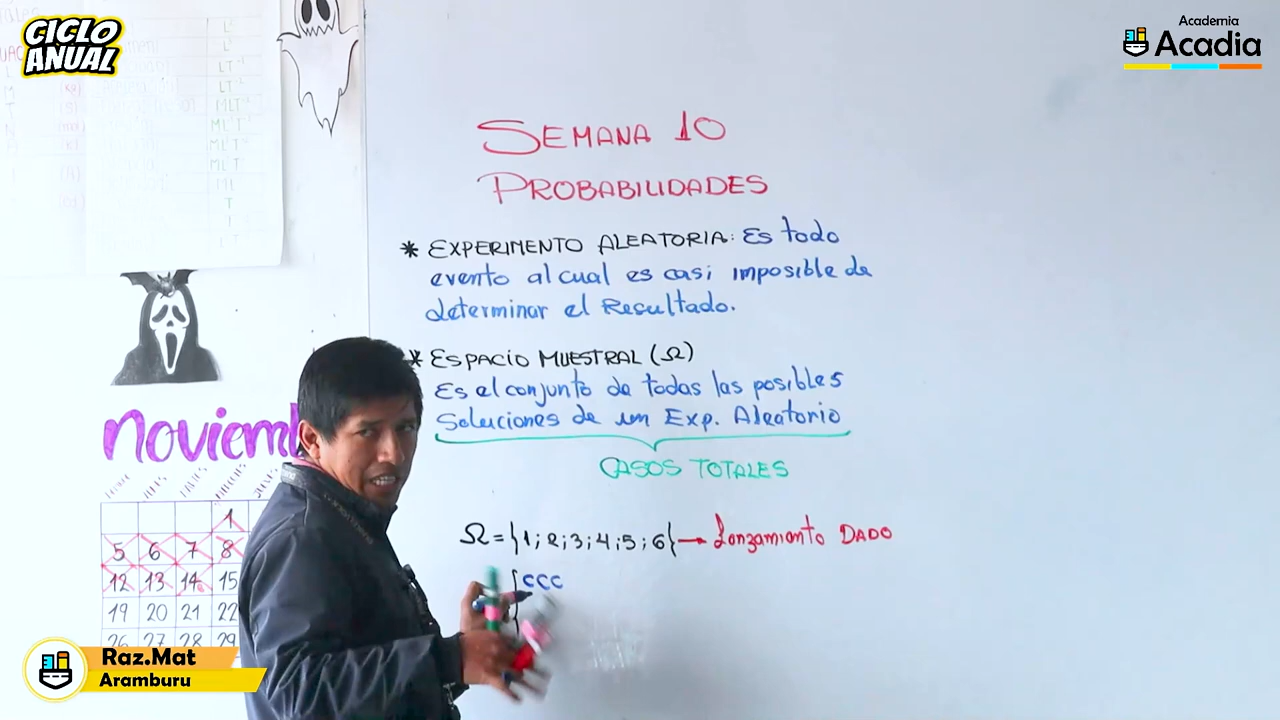 CICLO
ANUAL
Academia
Acadia
SEMANA 10
PROBABILIDADES
* EXPERIMENTO ALEATORIA: Es todo
evento al cual es casi imposible de
determinar el Resultado.
* ESPACIO MUESTRAL (Ω)
Es el conjunto de todas las posibles
Soluciones de un Exp. Aleatorio
CASOS TOTALES
Ω = {1; 2; 3; 4; 5; 6} → Lanzamiento DADO
{CCC
LT
MLT
T
noviemb
1
5 6 7 8
12 13 14 15
19 20 21 22
26 27 28 29
Raz.Mat
Aramburu